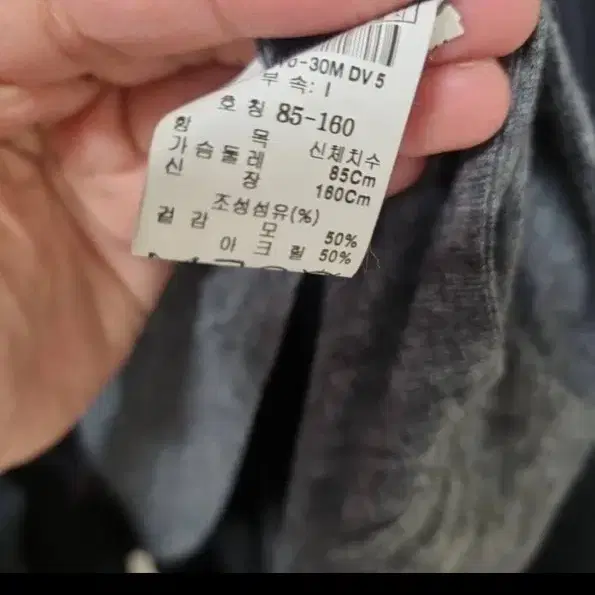 -30M DV 5
부 속: I
호 칭 85-160
항 목 신체치수
가슴둘레 85Cm
신 장 160Cm
조성섬유(%)
겉 감 모 50%
아크릴 50%